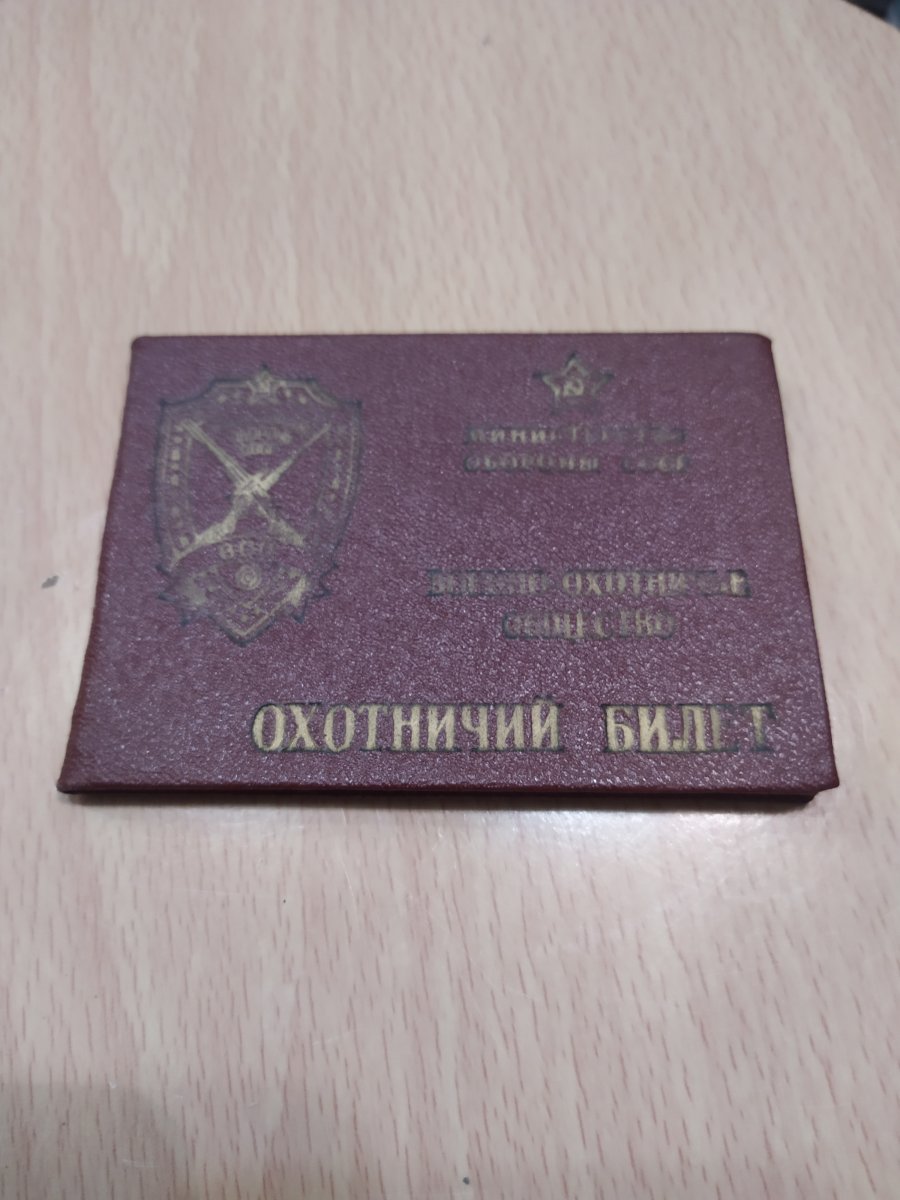 МИНИСТЕРСТВО
ОБОРОНЫ СССР
ВОЕННО-ОХОТНИЧЬЕ
ОБЩЕСТВО
ОХОТНИЧИЙ БИЛЕТ